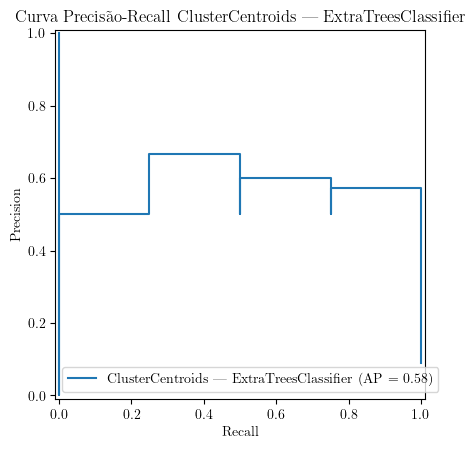 Curva Precisão-Recall ClusterCentroids — ExtraTreesClassifier
1.0
0.8
0.6
0.4
0.2
0.0
Precision
ClusterCentroids — ExtraTreesClassifier (AP = 0.58)
0.0 0.2 0.4 0.6 0.8 1.0
Recall